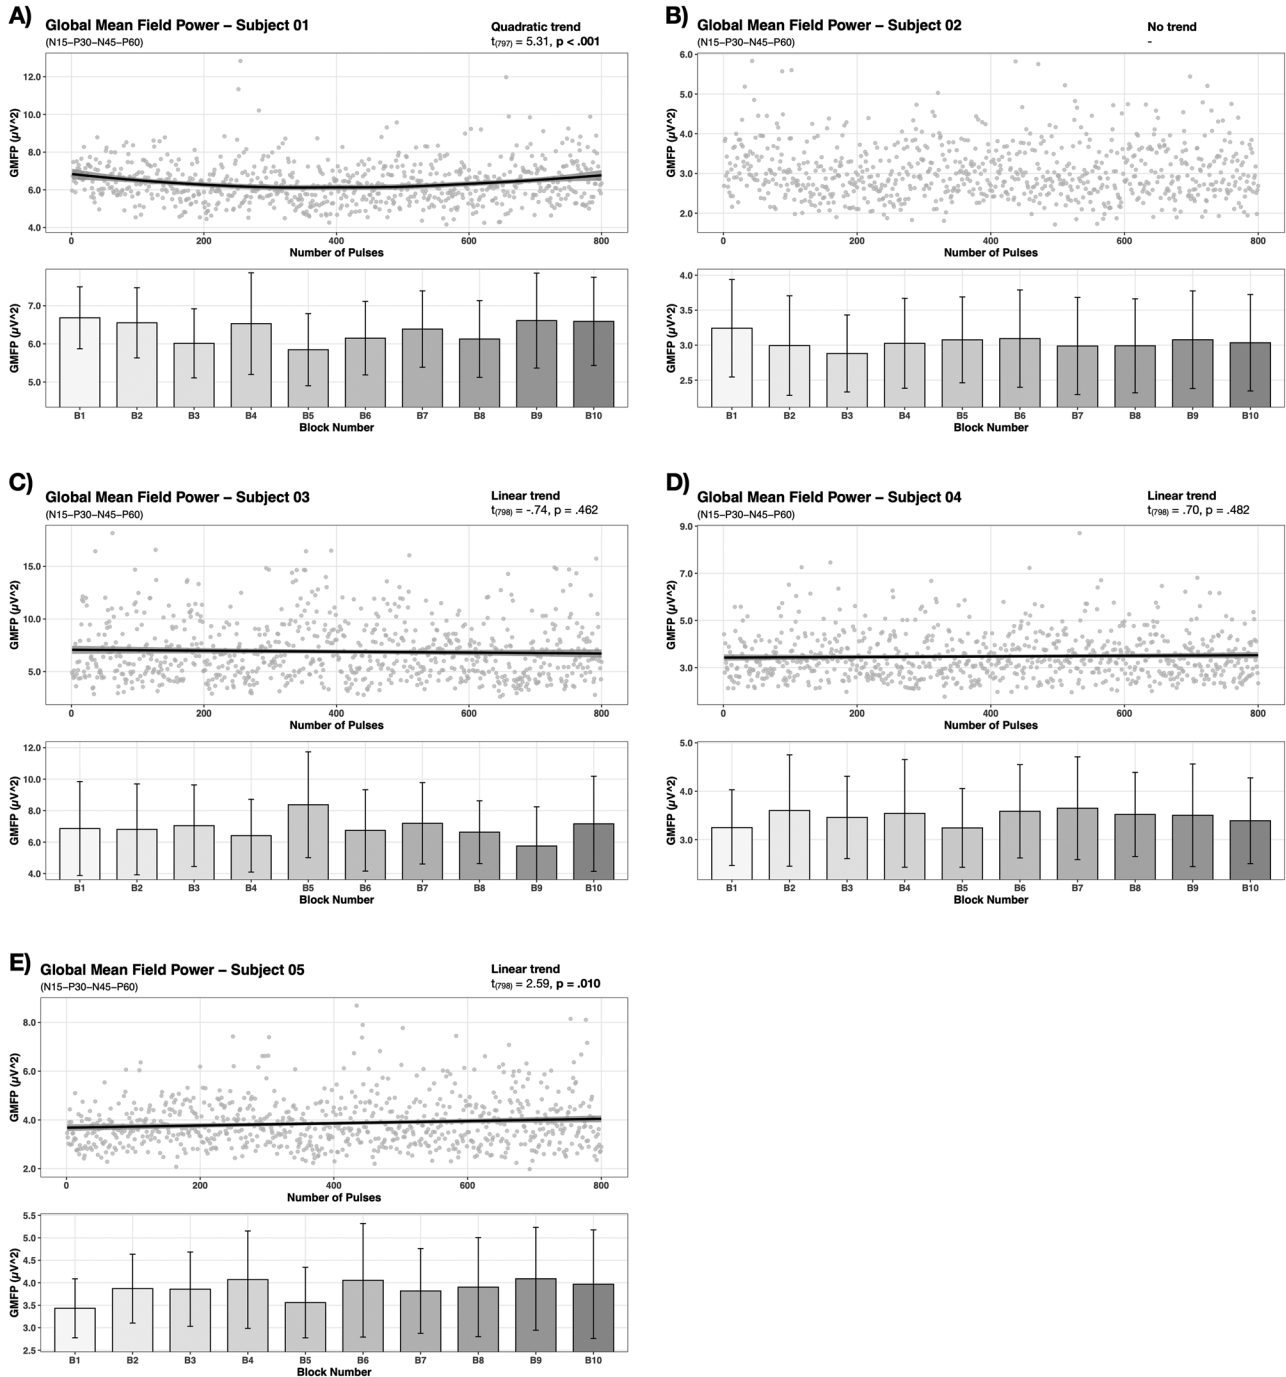 A)
Global Mean Field Power – Subject 01
(N15–P30–N45–P60)
Quadratic trend
t(797) = 5.31, p < .001
GMFP (µV^2)
12.0
10.0
8.0
6.0
4.0
0 200 400 600 800
Number of Pulses
GMFP (µV^2)
7.0
6.0
5.0
B1 B2 B3 B4 B5 B6 B7 B8 B9 B10
Block Number
B)
Global Mean Field Power – Subject 02
(N15–P30–N45–P60)
No trend
-
GMFP (µV^2)
6.0
5.0
4.0
3.0
2.0
0 200 400 600 800
Number of Pulses
GMFP (µV^2)
4.0
3.5
3.0
2.5
B1 B2 B3 B4 B5 B6 B7 B8 B9 B10
Block Number
C)
Global Mean Field Power – Subject 03
(N15–P30–N45–P60)
Linear trend
t(798) = -.74, p = .462
GMFP (µV^2)
15.0
10.0
5.0
0 200 400 600 800
Number of Pulses
GMFP (µV^2)
12.0
10.0
8.0
6.0
4.0
B1 B2 B3 B4 B5 B6 B7 B8 B9 B10
Block Number
D)
Global Mean Field Power – Subject 04
(N15–P30–N45–P60)
Linear trend
t(798) = .70, p = .482
GMFP (µV^2)
9.0
7.0
5.0
3.0
0 200 400 600 800
Number of Pulses
GMFP (µV^2)
5.0
4.0
3.0
B1 B2 B3 B4 B5 B6 B7 B8 B9 B10
Block Number
E)
Global Mean Field Power – Subject 05
(N15–P30–N45–P60)
Linear trend
t(798) = 2.59, p = .010
GMFP (µV^2)
8.0
6.0
4.0
2.0
0 200 400 600 800
Number of Pulses
GMFP (µV^2)
5.5
5.0
4.5
4.0
3.5
3.0
2.5
B1 B2 B3 B4 B5 B6 B7 B8 B9 B10
Block Number